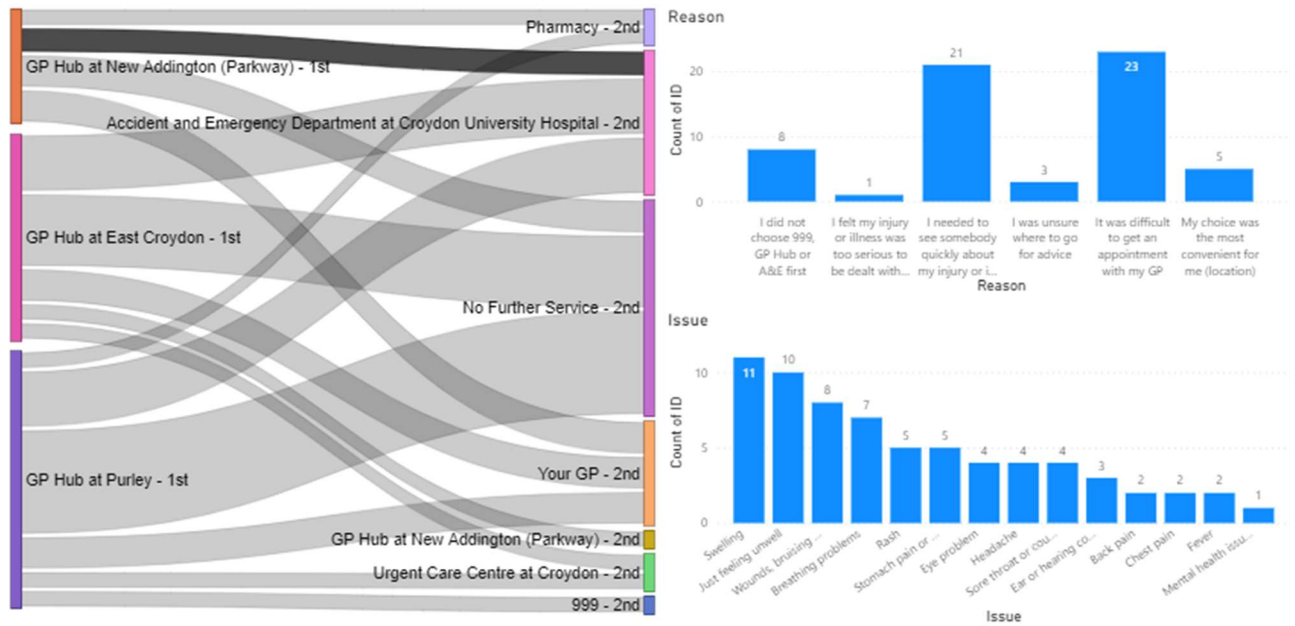 Pharmacy - 2nd
GP Hub at New Addington (Parkway) - 1st
Accident and Emergency Department at Croydon University Hospital - 2nd
GP Hub at East Croydon - 1st
No Further Service - 2nd
GP Hub at Purley - 1st
Your GP - 2nd
GP Hub at New Addington (Parkway) - 2nd
Urgent Care Centre at Croydon - 2nd
999 - 2nd
Reason
Count of ID
20
10
0
8
1
21
3
23
5
I did not
choose 999,
GP Hub or
A&E first
I felt my injury
or illness was
too serious to
be dealt with...
I needed to
see somebody
quickly about
my injury or i...
I was unsure
where to go
for advice
It was difficult
to get an
appointment
with my GP
My choice was
the most
convenient for
me (location)
Reason
Issue
Count of ID
10
5
0
11
10
8
7
5
5
4
4
4
3
2
2
2
1
Swelling
Just feeling unwell
Wounds, bruising ...
Breathing problems
Rash
Stomach pain or ...
Eye problem
Headache
Sore throat or cou...
Ear or hearing co...
Back pain
Chest pain
Fever
Mental health issu...
Issue